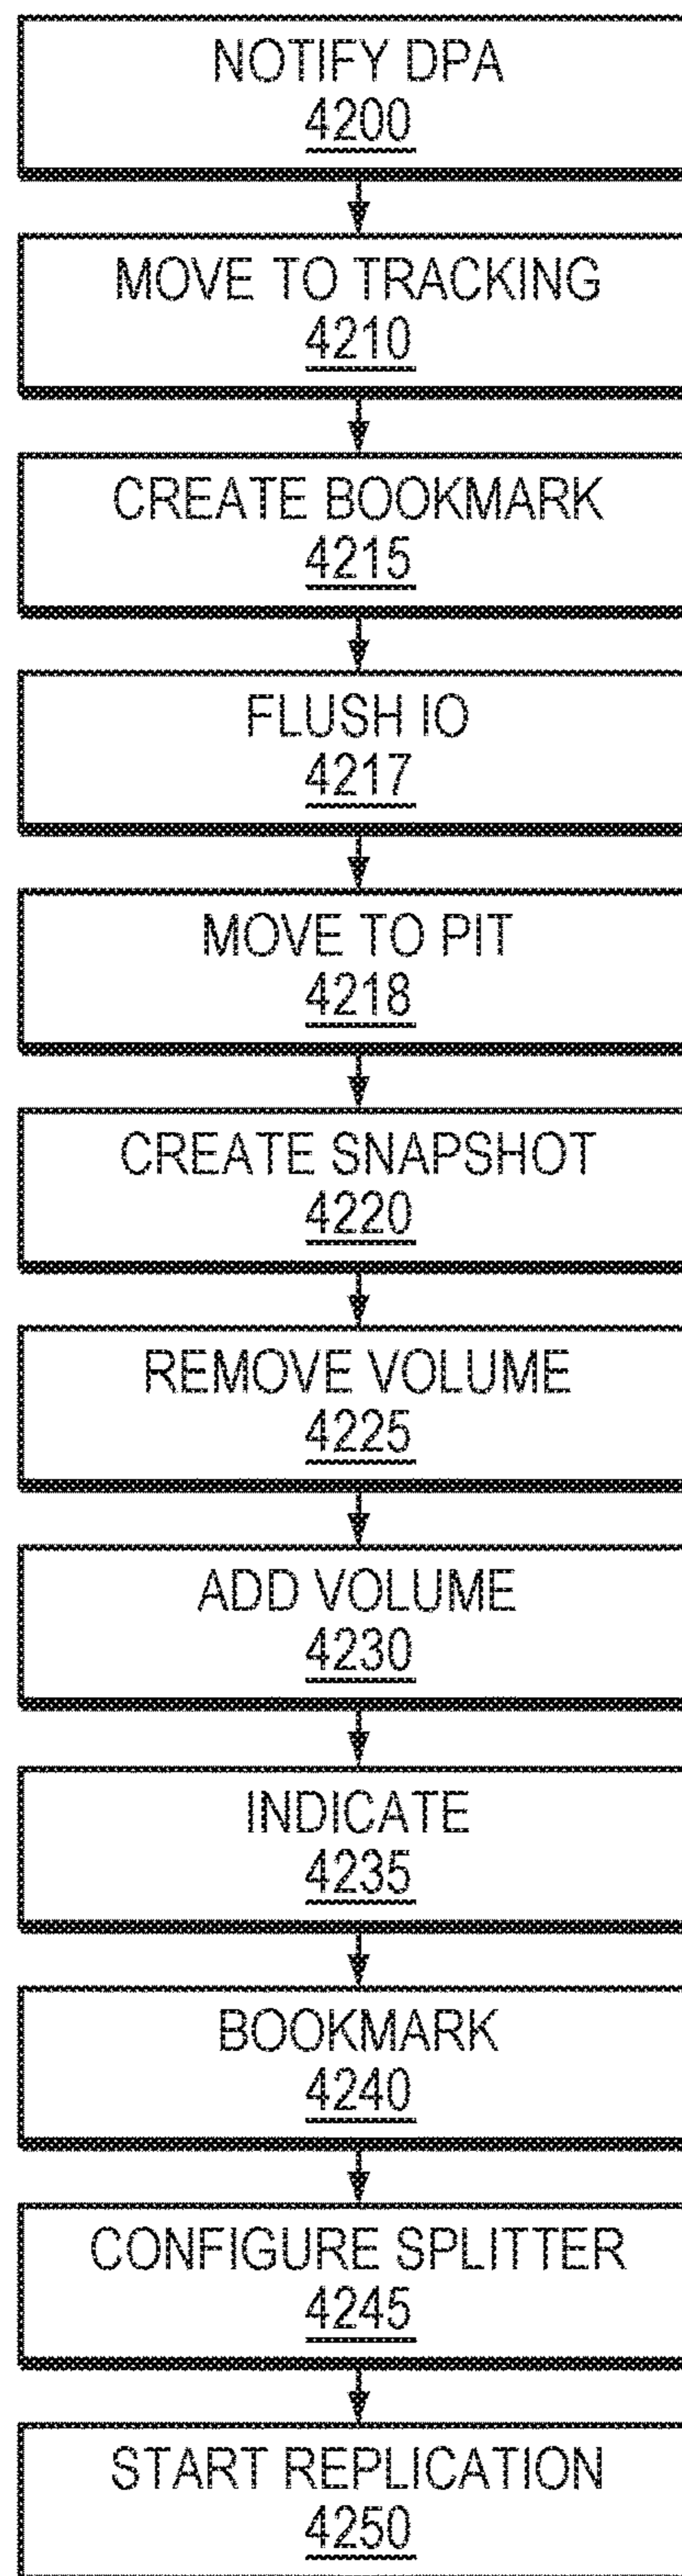 NOTIFY DPA
4200
MOVE TO TRACKING
4210
CREATE BOOKMARK
4215
FLUSH IO
4217
MOVE TO PIT
4218
CREATE SNAPSHOT
4220
REMOVE VOLUME
4225
ADD VOLUME
4230
INDICATE
4235
BOOKMARK
4240
CONFIGURE SPLITTER
4245
START REPLICATION
4250